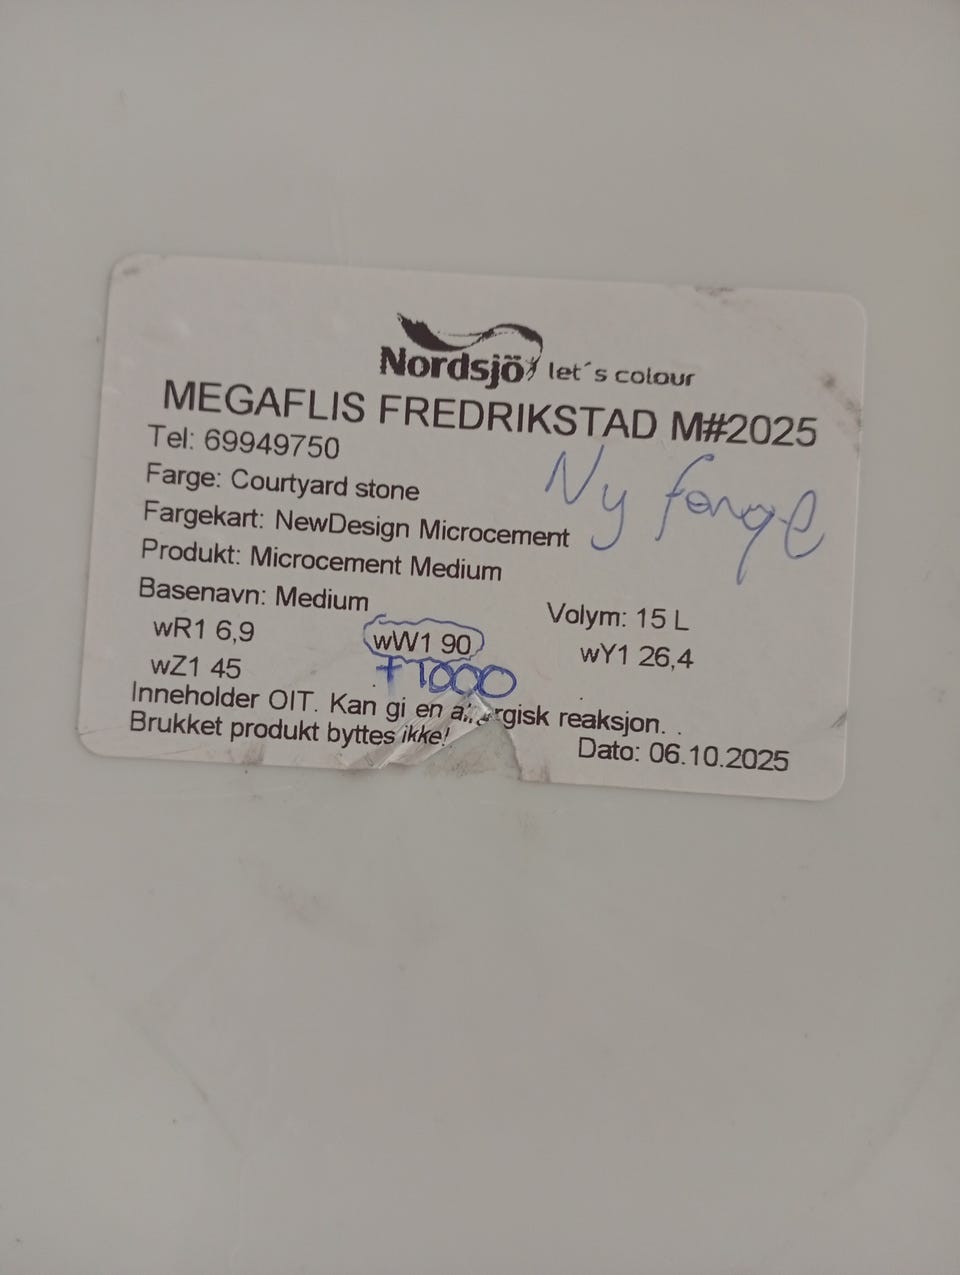 Nordsjö let´s colour
MEGAFLIS FREDRIKSTAD M#2025
Tel: 69949750
Ny farge
Farge: Courtyard stone
Fargekart: NewDesign Microcement
Produkt: Microcement Medium
Basenavn: Medium
Volym: 15 L
wR1 6,9 wW1 90 wY1 26,4
wZ1 45 +1000
Inneholder OIT. Kan gi en allergisk reaksjon. .
Brukket produkt byttes ikke!
Dato: 06.10.2025